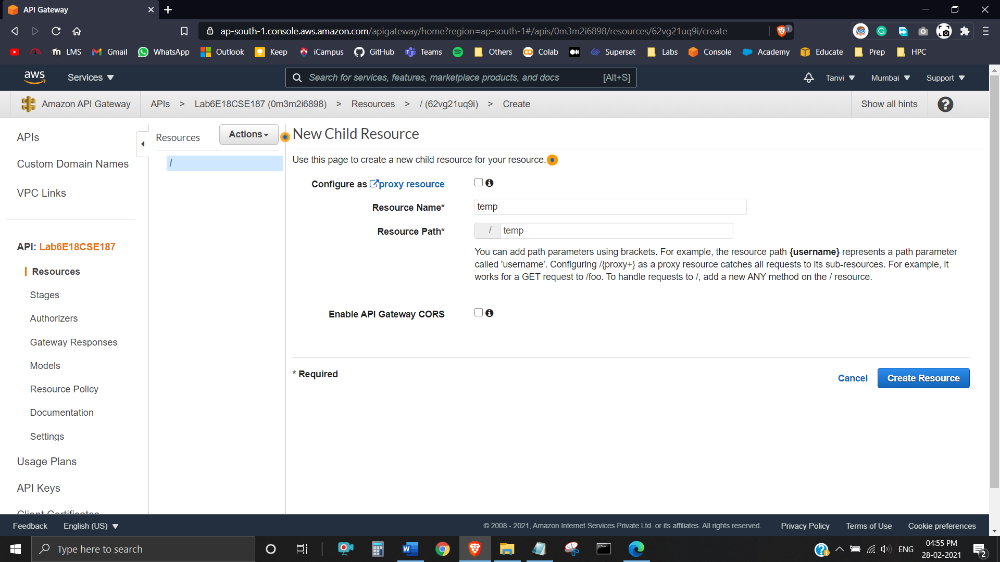 API Gateway
ap-south-1.console.aws.amazon.com/apigateway/home?region=ap-south-1#/apis/0m3m2i6898/resources/62vg21uq9i/create
1
LMS Gmail WhatsApp Outlook Keep iCampus GitHub Teams Others Colab Superset Labs Console Academy Educate Prep HPC
aws Services Search for services, features, marketplace products, and docs [Alt+S] Tanvi Mumbai Support
Amazon API Gateway APIs > Lab6E18CSE187 (0m3m2i6898) > Resources > / (62vg21uq9i) > Create Show all hints ?
APIs
Custom Domain Names
VPC Links
API: Lab6E18CSE187
Resources
Stages
Authorizers
Gateway Responses
Models
Resource Policy
Documentation
Settings
Usage Plans
API Keys
Client Certificates
Resources Actions
/
New Child Resource
Use this page to create a new child resource for your resource.
Configure as proxy resource
Resource Name* temp
Resource Path* / temp
You can add path parameters using brackets. For example, the resource path {username} represents a path parameter
called 'username'. Configuring /{proxy+} as a proxy resource catches all requests to its sub-resources. For example, it
works for a GET request to /foo. To handle requests to /, add a new ANY method on the / resource.
Enable API Gateway CORS
* Required
Cancel Create Resource
Feedback English (US) © 2008 - 2021, Amazon Internet Services Private Ltd. or its affiliates. All rights reserved. Privacy Policy Terms of Use Cookie preferences
Type here to search
ENG
04:55 PM
28-02-2021
2